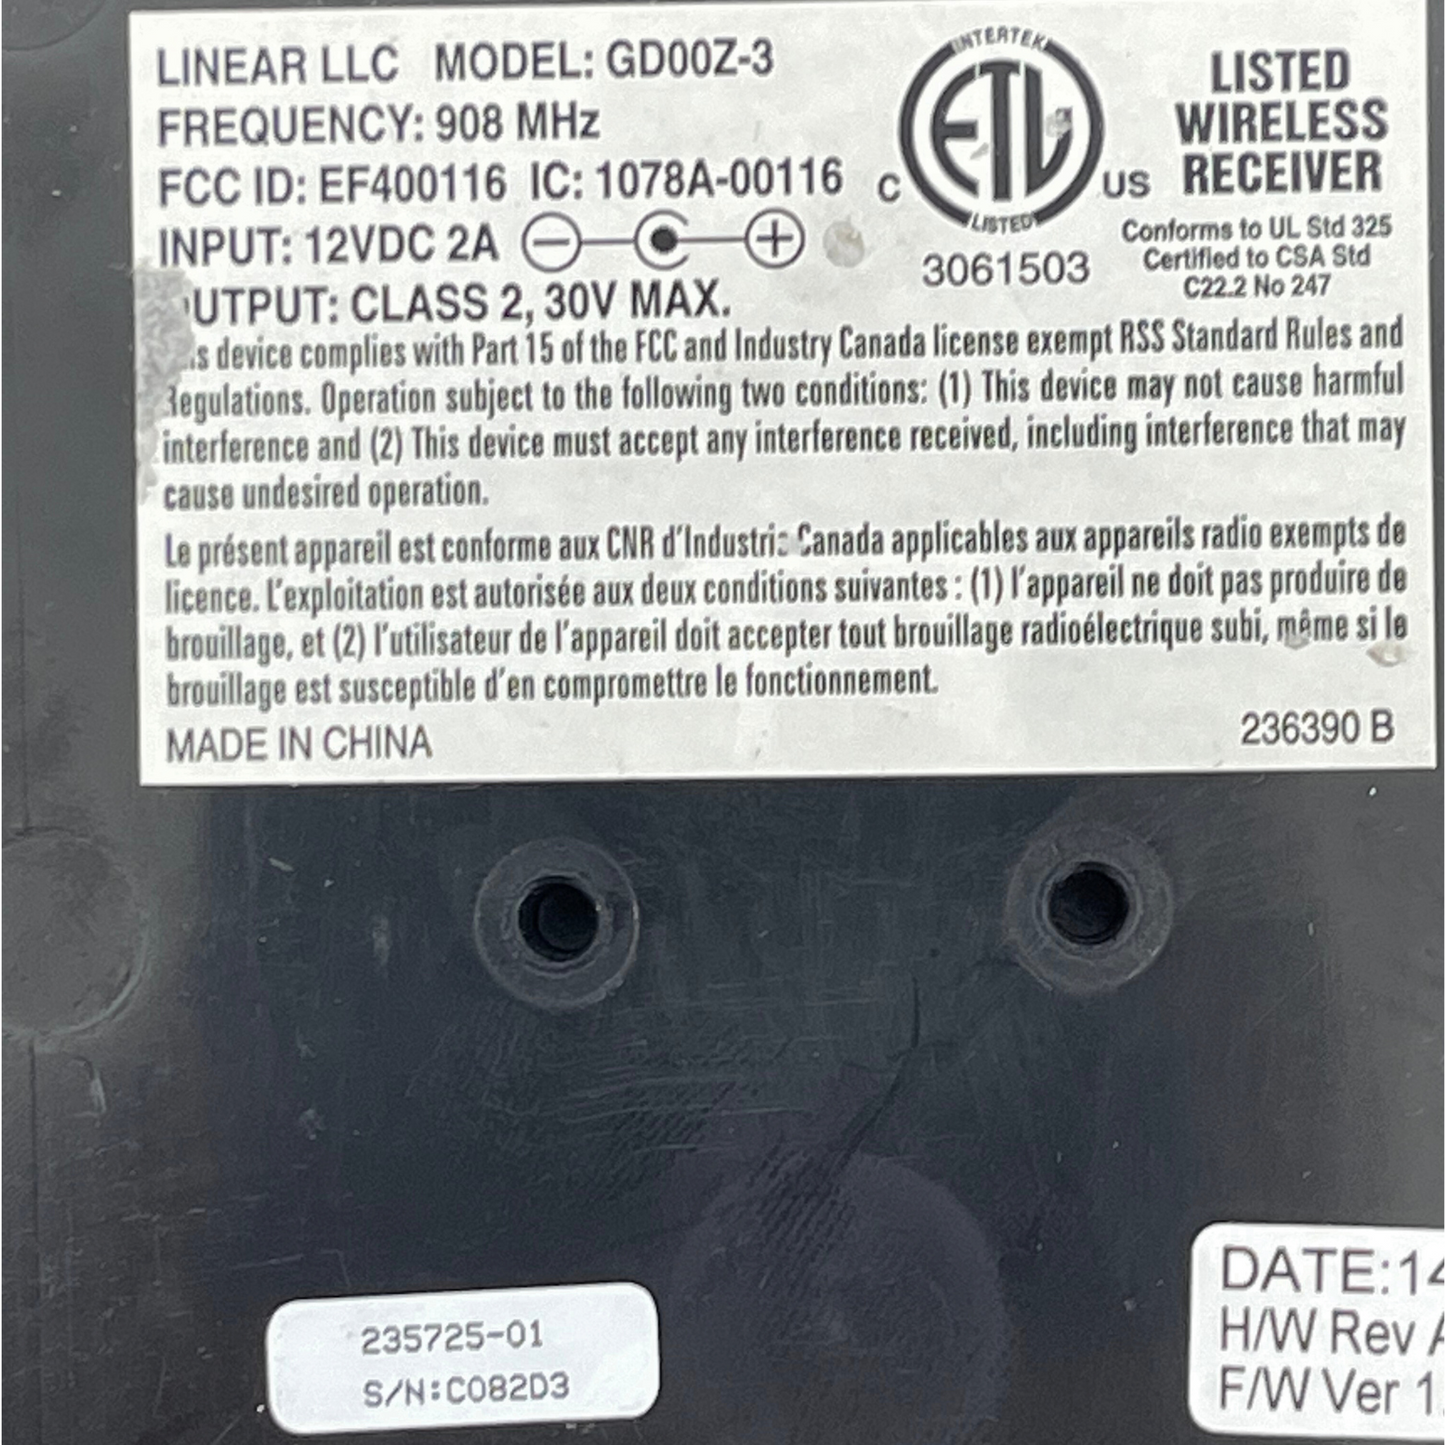 LINEAR LLC MODEL: GD00Z-3
FREQUENCY: 908 MHz
FCC ID: EF400116 IC: 1078A-00116
INPUT: 12VDC 2A
UTPUT: CLASS 2, 30V MAX.
INTERTEK
C ETL US
LISTED
3061503
LISTED
WIRELESS
RECEIVER
Conforms to UL Std 325
Certified to CSA Std
C22.2 No 247
s device complies with Part 15 of the FCC and Industry Canada license exempt RSS Standard Rules and
Regulations. Operation subject to the following two conditions: (1) This device may not cause harmful
interference and (2) This device must accept any interference received, including interference that may
cause undesired operation.
Le présent appareil est conforme aux CNR d'Industrie Canada applicables aux appareils radio exempts de
licence. L'exploitation est autorisée aux deux conditions suivantes : (1) l'appareil ne doit pas produire de
brouillage, et (2) l'utilisateur de l'appareil doit accepter tout brouillage radioélectrique subi, même si le
brouillage est susceptible d'en compromettre le fonctionnement.
MADE IN CHINA
236390 B
235725-01
S/N:C082D3
DATE:14
H/W Rev A
F/W Ver 1.